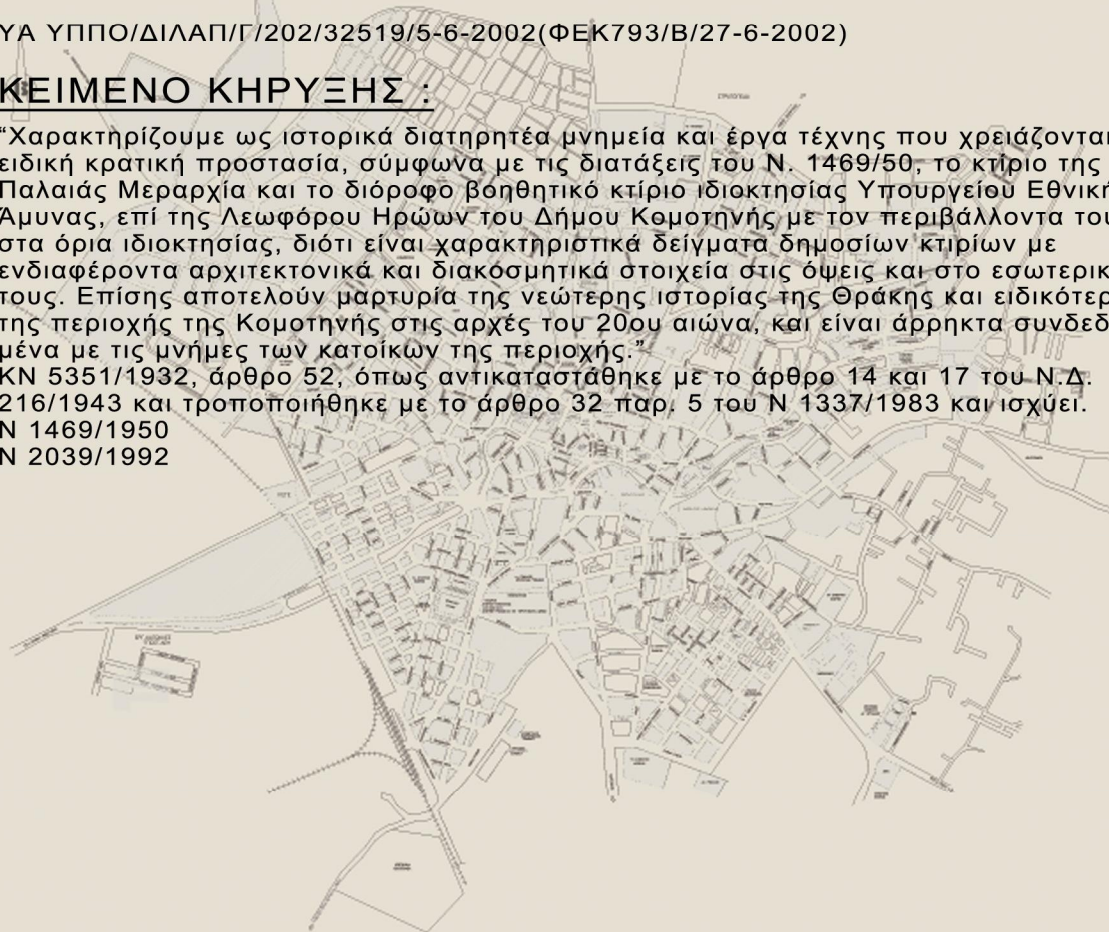 ΥΑ ΥΠΠΟ/ΔΙΛΑΠ/Γ/202/32519/5-6-2002(ΦΕΚ793/Β/27-6-2002)
ΚΕΙΜΕΝΟ ΚΗΡΥΞΗΣ :
“Χαρακτηρίζουμε ως ιστορικά διατηρητέα μνημεία και έργα τέχνης που χρειάζονται
ειδική κρατική προστασία, σύμφωνα με τις διατάξεις του Ν. 1469/50, το κτίριο της
Παλαιάς Μεραρχία και το διόροφο βοηθητικό κτίριο ιδιοκτησίας Υπουργείου Εθνική
Άμυνας, επί της Λεωφόρου Ηρώων του Δήμου Κομοτηνής με τον περιβάλλοντα του
στα όρια ιδιοκτησίας, διότι είναι χαρακτηριστικά δείγματα δημοσίων κτιρίων με
ενδιαφέροντα αρχιτεκτονικά και διακοσμητικά στοιχεία στις όψεις και στο εσωτερικ
τους. Επίσης αποτελούν μαρτυρία της νεώτερης ιστορίας της Θράκης και ειδικότερ
της περιοχής της Κομοτηνής στις αρχές του 20ου αιώνα, και είναι άρρηκτα συνδεδ
μένα με τις μνήμες των κατοίκων της περιοχής.”
ΚΝ 5351/1932, άρθρο 52, όπως αντικαταστάθηκε με το άρθρο 14 και 17 του Ν.Δ.
216/1943 και τροποποιήθηκε με το άρθρο 32 παρ. 5 του Ν 1337/1983 και ισχύει.
Ν 1469/1950
Ν 2039/1992